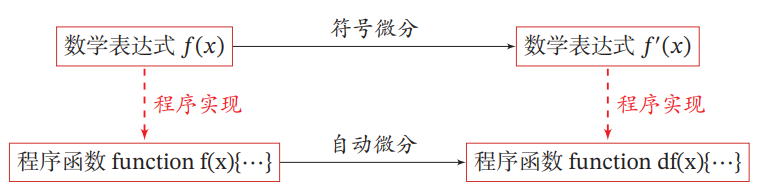 符号微分
数学表达式 f(x)
数学表达式 f′(x)
程序实现
程序实现
自动微分
程序函数 function f(x){⋯}
程序函数 function df(x){⋯}